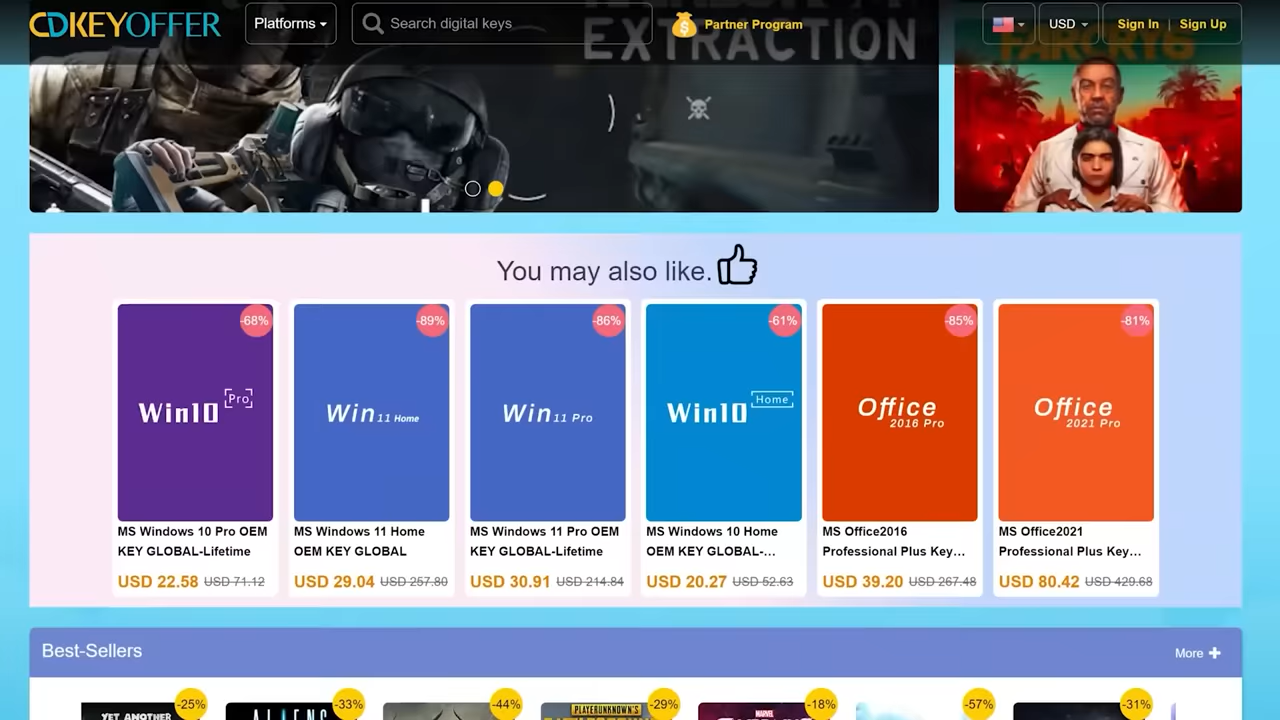 CDKEYOFFER
Platforms
Search digital keys
Partner Program
USD
Sign In | Sign Up
EXTRACTION
FARCRY6
You may also like.
-68%
-89%
-86%
-61%
-85%
-81%
Win10 Pro
Win 11 Home
Win 11 Pro
Win10 Home
Office 2016 Pro
Office 2021 Pro
MS Windows 10 Pro OEM
KEY GLOBAL-Lifetime
USD 22.58 USD 71.12
MS Windows 11 Home
OEM KEY GLOBAL
USD 29.04 USD 257.80
MS Windows 11 Pro OEM
KEY GLOBAL-Lifetime
USD 30.91 USD 214.84
MS Windows 10 Home
OEM KEY GLOBAL-...
USD 20.27 USD 52.63
MS Office2016
Professional Plus Key...
USD 39.20 USD 267.48
MS Office2021
Professional Plus Key...
USD 80.42 USD 429.68
Best-Sellers
More
-25%
-33%
-44%
-29%
-18%
-57%
-31%
YET ANOTHER
ALIENS
PLAYERUNKNOWN'S
MARVEL